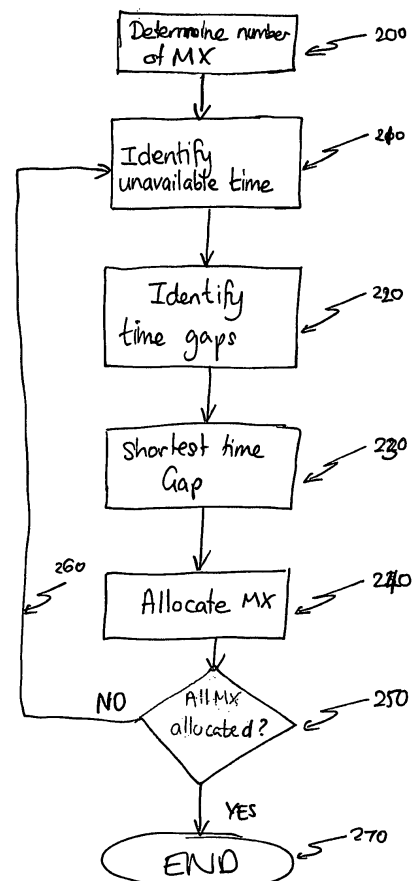 Determine number
of MX
200
Identify
unavailable time
210
Identify
time gaps
220
Shortest time
Gap
230
260
Allocate MX
240
NO
All MX
allocated?
250
YES
END
270